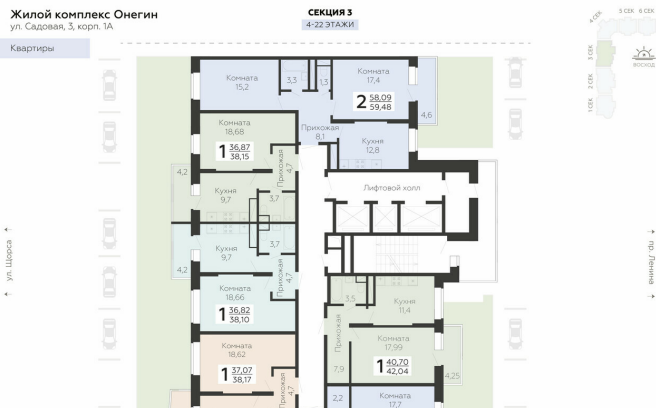 Жилой комплекс Онегин
ул. Садовая, 3, корп. 1А
Квартиры
СЕКЦИЯ 3
4-22 ЭТАЖИ
4 СЕК
5 СЕК
6 СЕК
3 СЕК
2 СЕК
1 СЕК
ВОСХОД
Комната
15,2
3,3
1,3
Комната
17,4
2 58,09
59,48
4,6
Прихожая
8,1
Кухня
12,8
Комната
18,68
1 36,87
38,15
Прихожая
4,7
4,2
Кухня
9,7
3,7
Лифтовой холл
Кухня
9,7
3,7
4,2
Прихожая
4,7
Комната
18,66
1 36,82
38,10
3,5
Кухня
11,4
Прихожая
7,9
Комната
17,99
1 40,70
42,04
4,25
Комната
18,62
1 37,07
38,17
Прихожая
4,7
2,2
Комната
17,7
ул. Щорса
пр. Ленина